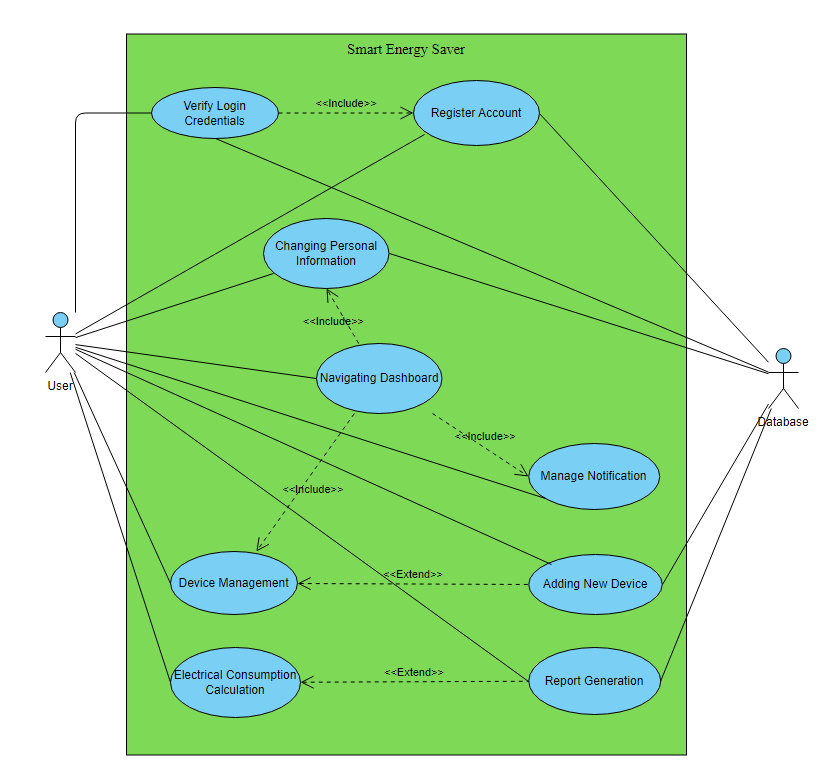 Smart Energy Saver
Verify Login
Credentials
<<Include>>
Register Account
Changing Personal
Information
<<Include>>
Navigating Dashboard
User
Database
<<Include>>
Manage Notification
<<Include>>
Device Management
<<Extend>>
Adding New Device
Electrical Consumption
Calculation
<<Extend>>
Report Generation